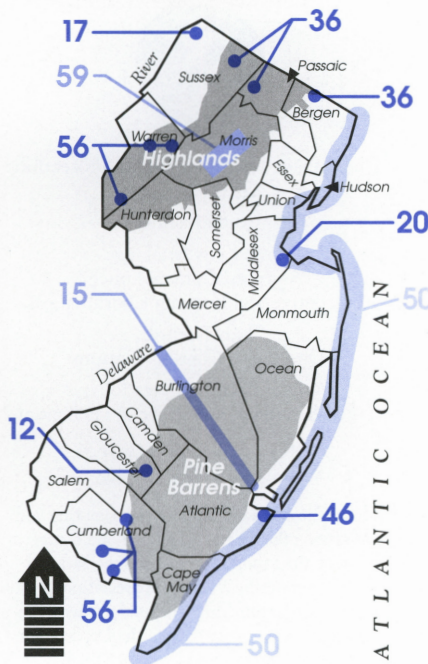 17
36
River
Sussex
Passaic
59
36
Bergen
Warren
Morris
56
Highlands
Essex
Hudson
Hunterdon
Somerset
Union
Middlesex
20
15
Mercer
Monmouth
50
Delaware
Ocean
Burlington
ATLANTIC OCEAN
12
Camden
Gloucester
Pine
Barrens
Salem
Atlantic
46
Cumberland
Cape
May
N
56
50